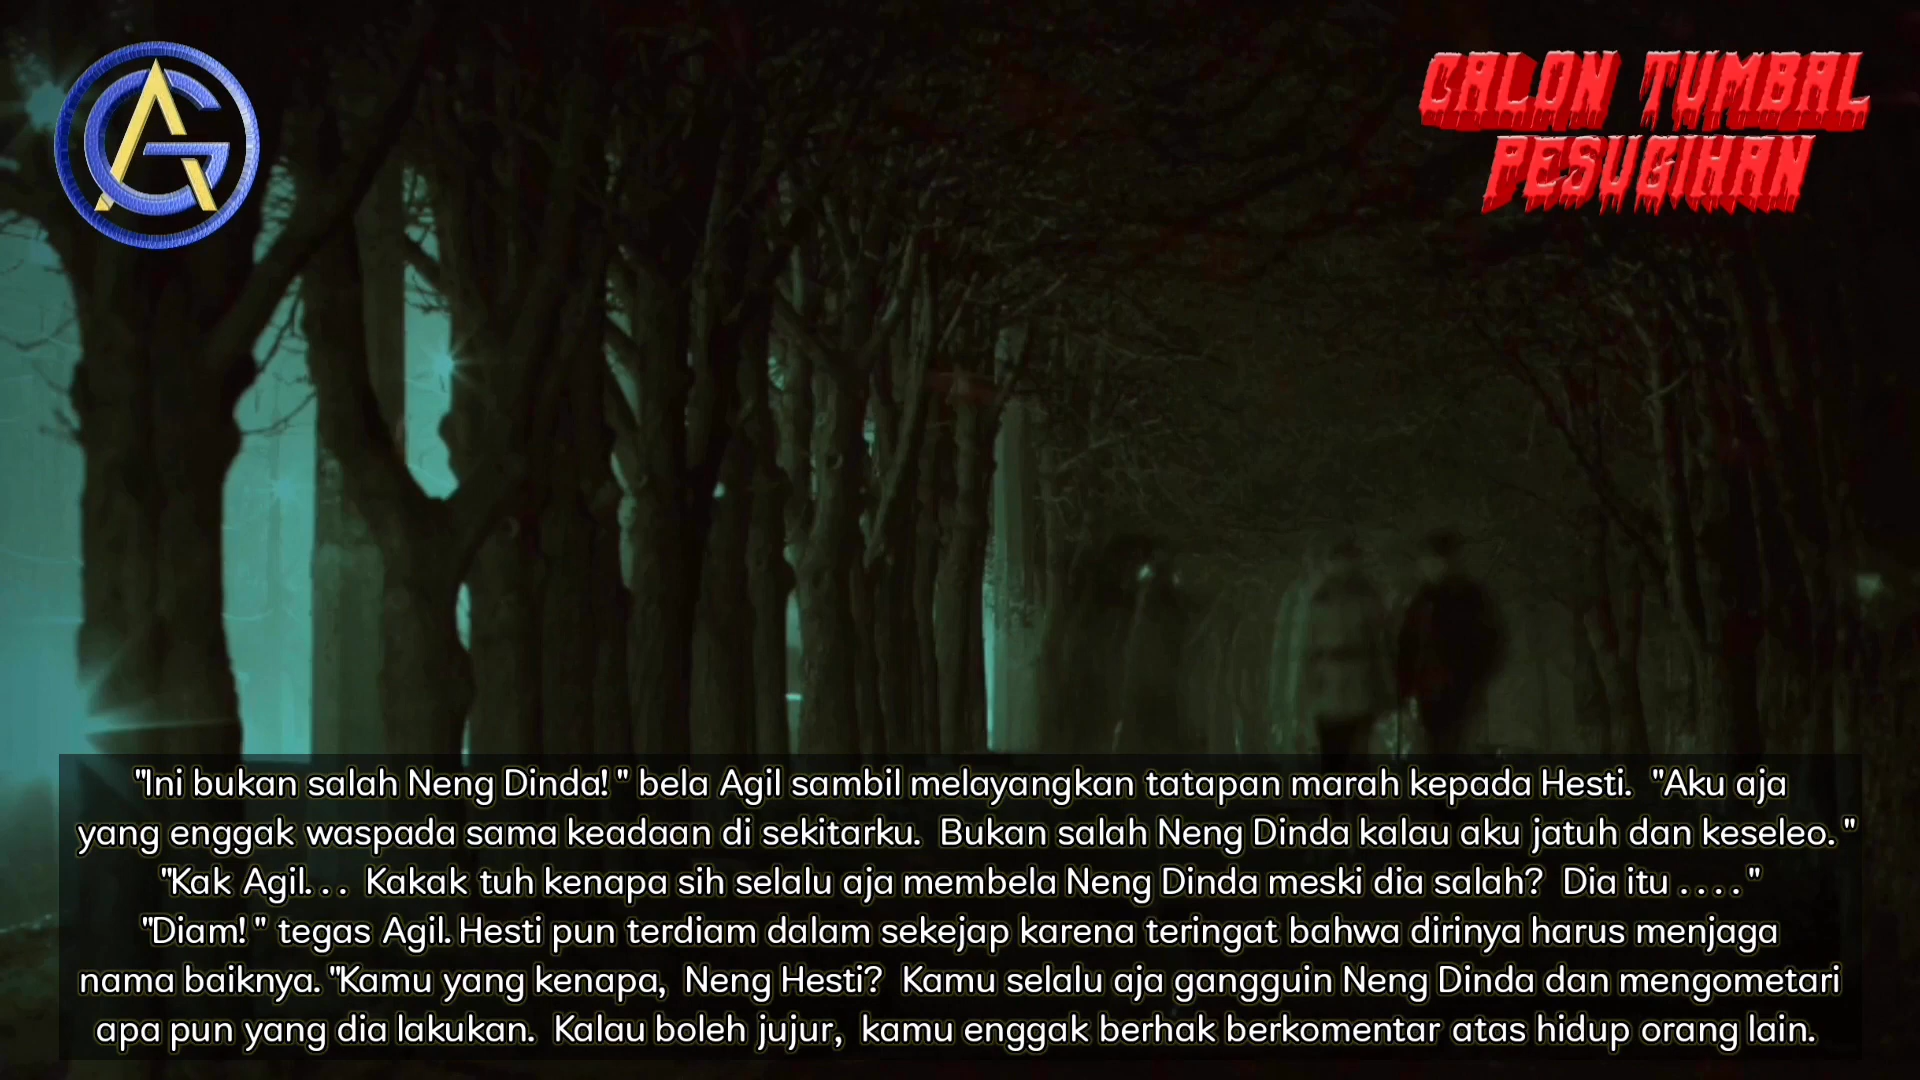 CALON TUMBAL
PESUGIHAN
"Ini bukan salah Neng Dinda! " bela Agil sambil melayangkan tatapan marah kepada Hesti. "Aku aja
yang enggak waspada sama keadaan di sekitarku. Bukan salah Neng Dinda kalau aku jatuh dan keseleo. "
"Kak Agil. . . Kakak tuh kenapa sih selalu aja membela Neng Dinda meski dia salah? Dia itu . . . . "
"Diam! " tegas Agil. Hesti pun terdiam dalam sekejap karena teringat bahwa dirinya harus menjaga
nama baiknya. "Kamu yang kenapa, Neng Hesti? Kamu selalu aja gangguin Neng Dinda dan mengometari
apa pun yang dia lakukan. Kalau boleh jujur, kamu enggak berhak berkomentar atas hidup orang lain.